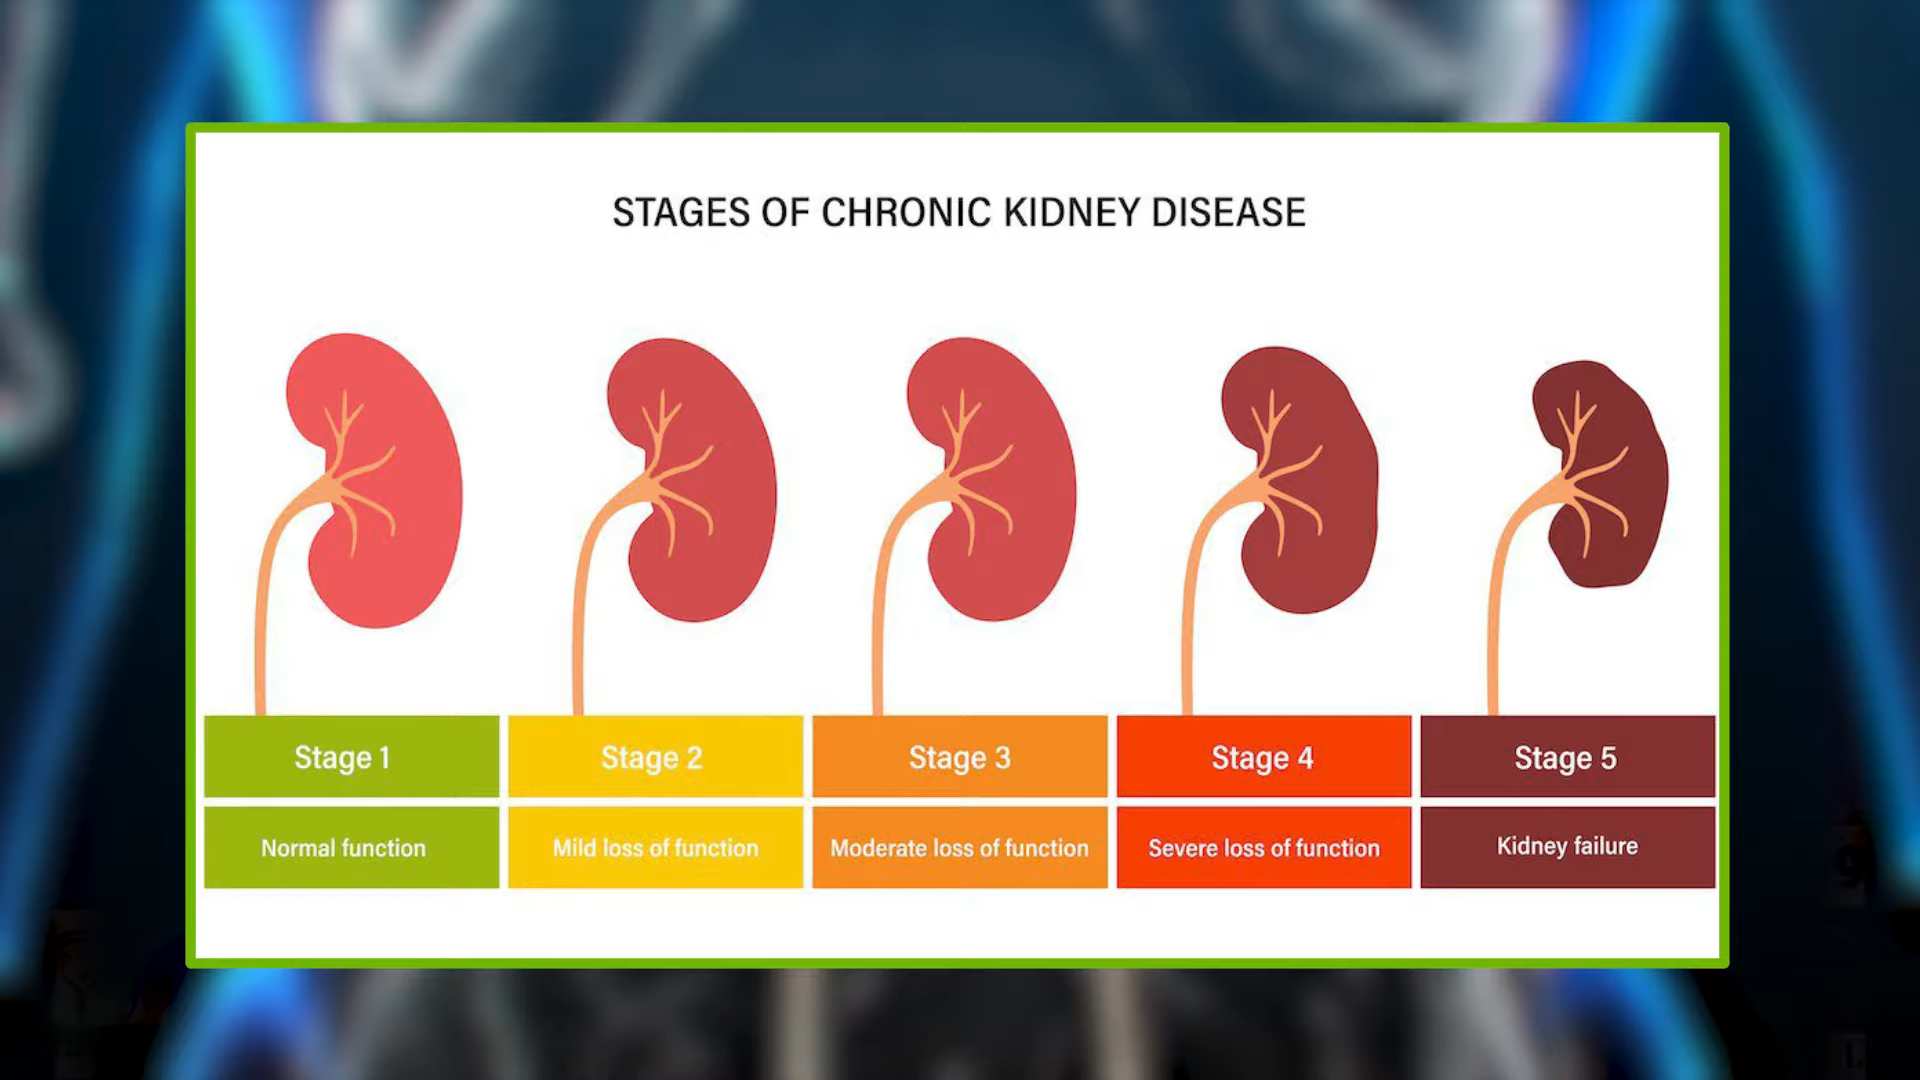 STAGES OF CHRONIC KIDNEY DISEASE
Stage 1
Stage 2
Stage 3
Stage 4
Stage 5
Normal function
Mild loss of function
Moderate loss of function
Severe loss of function
Kidney failure